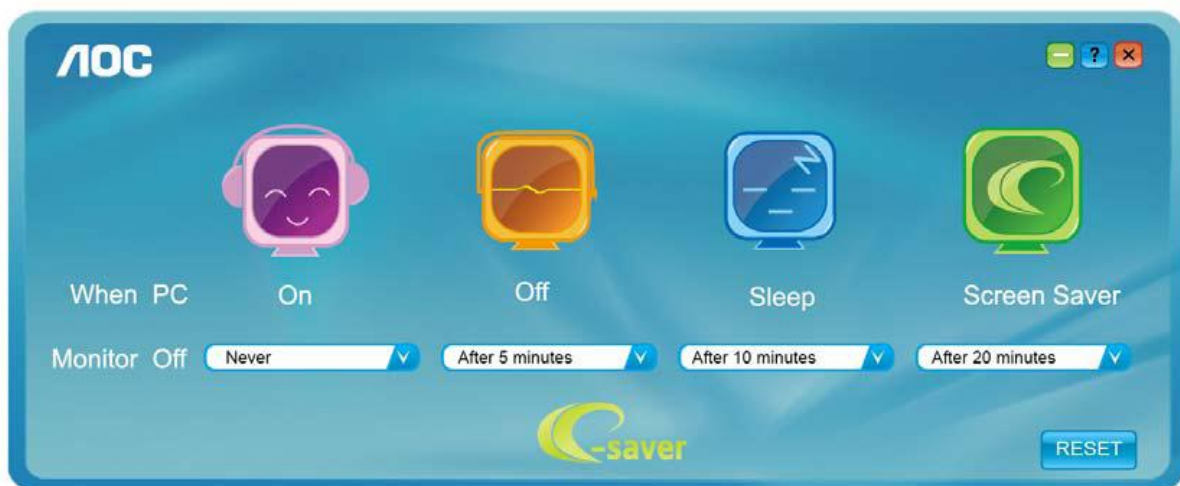 AOC
?
When PC On Off Sleep Screen Saver
Monitor Off Never After 5 minutes After 10 minutes After 20 minutes
e-saver
RESET